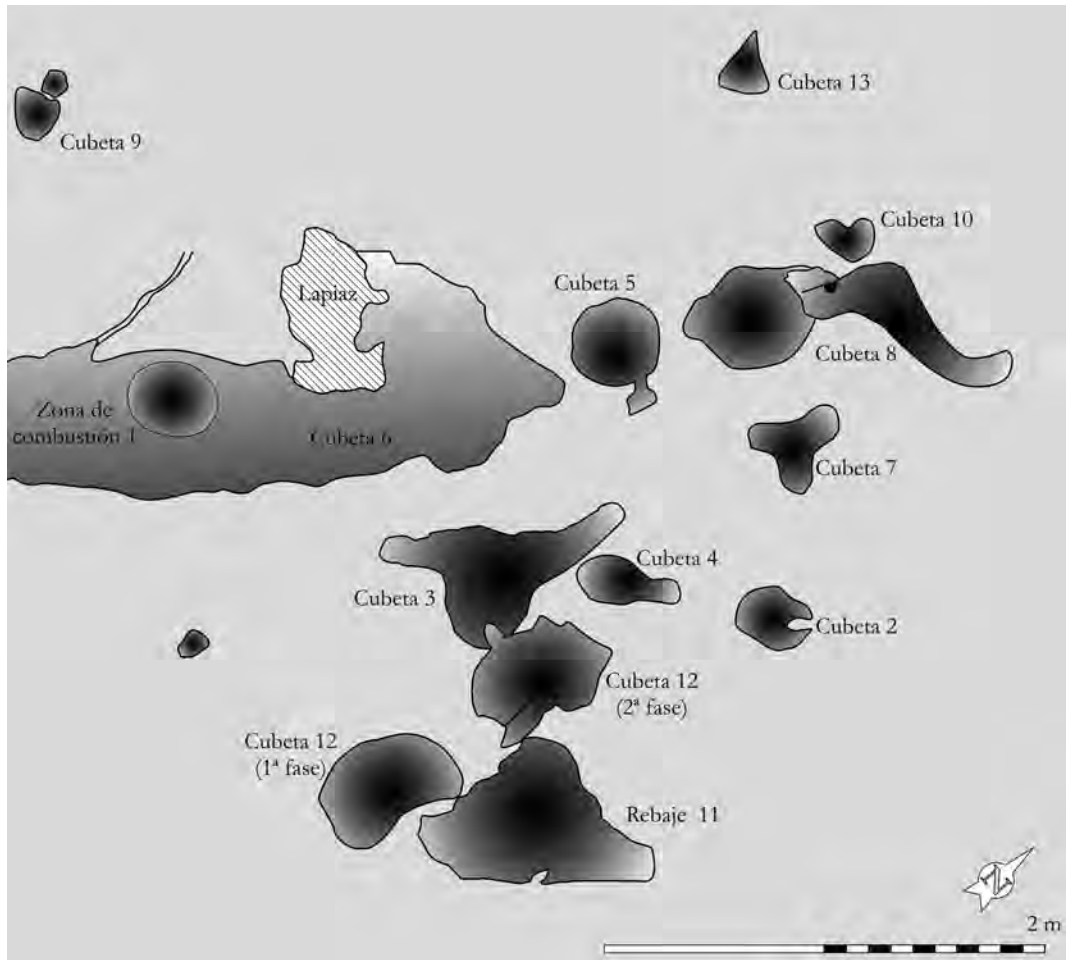 Cubeta 13
Cubeta 9
Cubeta 10
Cubeta 5
Lapiaz
Cubeta 8
Zona de
combustión 1
Cubeta 6
Cubeta 7
Cubeta 4
Cubeta 3
Cubeta 2
Cubeta 12
(2ª fase)
Cubeta 12
(1ª fase)
Rebaje 11
N
2 m